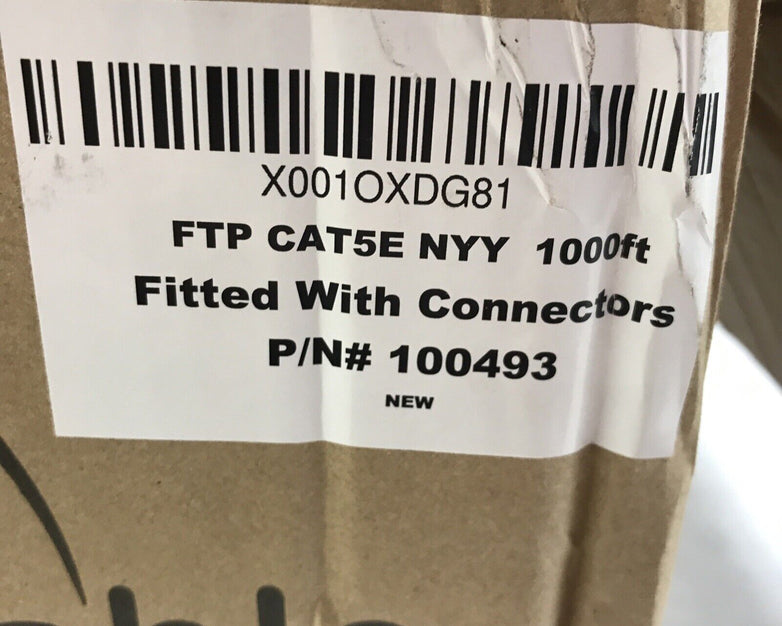 X001OXDG81
FTP CAT5E NYY 1000ft
Fitted With Connectors
P/N# 100493
NEW